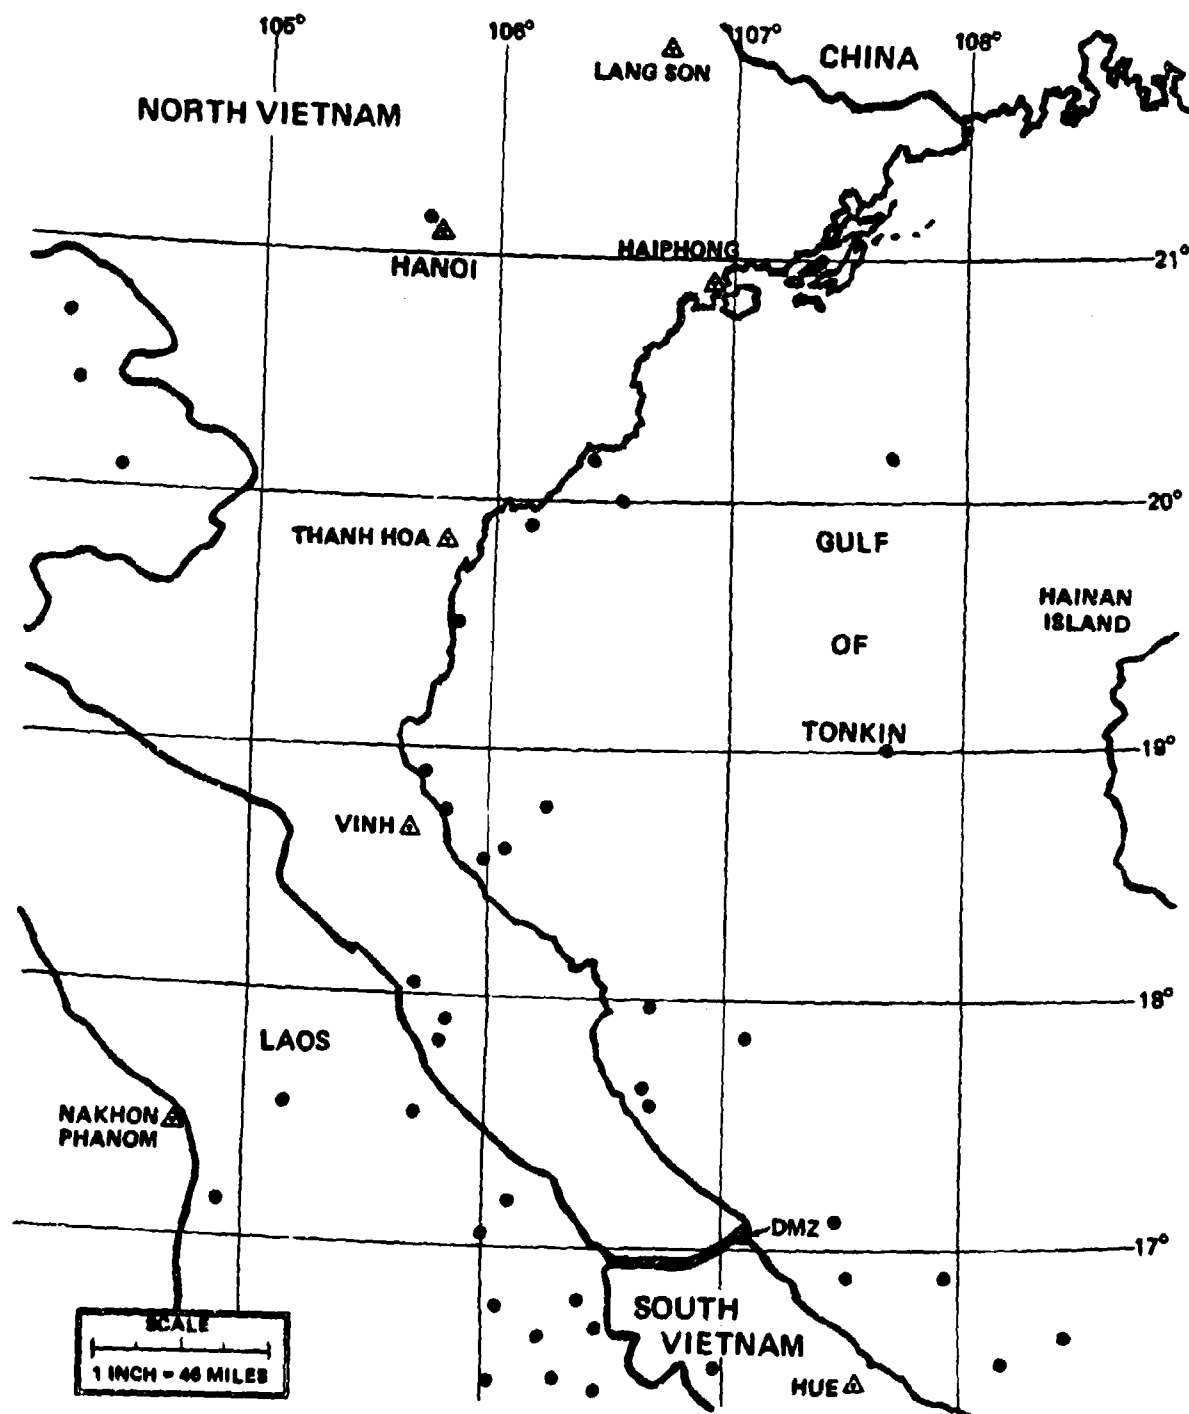 105°
106°
107°
108°
LANG SON
CHINA
NORTH VIETNAM
HAIPHONG
HANOI
21°
20°
THANH HOA
GULF
HAINAN
ISLAND
OF
TONKIN
19°
VINH
18°
LAOS
NAKHON
PHANOM
DMZ
17°
SOUTH
VIETNAM
SCALE
1 INCH = 46 MILES
HUE